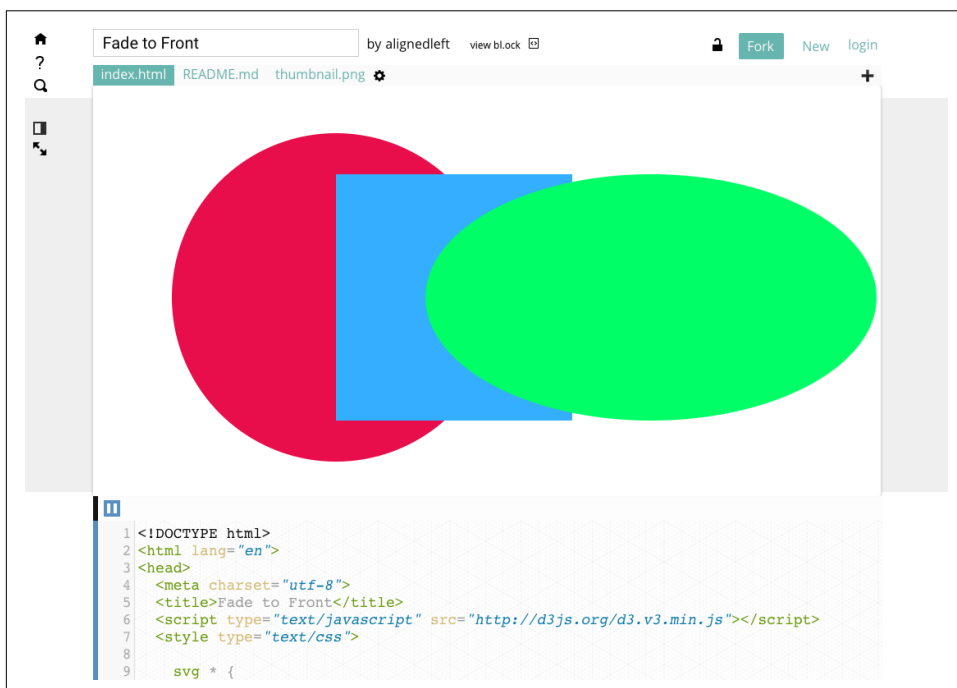 Fade to Front by alignedleft view bl.ock Fork New login
?
index.html README.md thumbnail.png +
1 <!DOCTYPE html>
2 <html lang="en">
3 <head>
4 <meta charset="utf-8">
5 <title>Fade to Front</title>
6 <script type="text/javascript" src="http://d3js.org/d3.v3.min.js"></script>
7 <style type="text/css">
8
9 svg * {